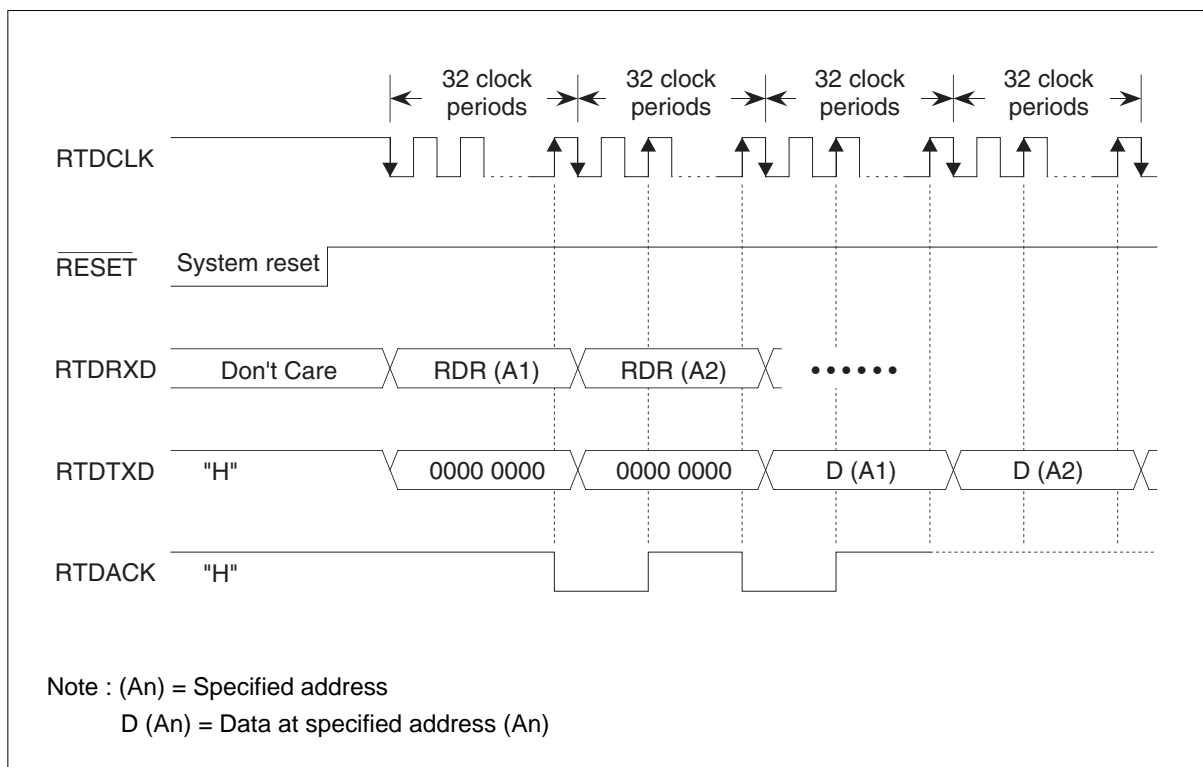 32 clock periods 32 clock periods 32 clock periods 32 clock periods
RTDCLK
RESET System reset
RTDRXD Don't Care RDR (A1) RDR (A2) ••••••
RTDTXD "H" 0000 0000 0000 0000 D (A1) D (A2)
RTDACK "H"
Note : (An) = Specified address
D (An) = Data at specified address (An)